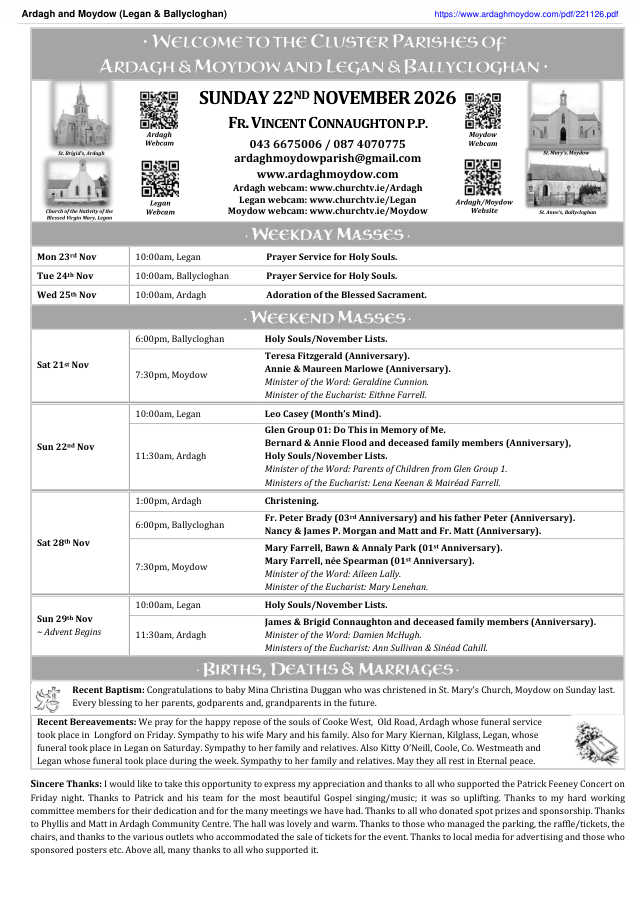 Ardagh and Moydow (Legan & Ballycloghan)
https://www.ardaghmoydow.com/pdf/221126.pdf
· Welcome to the Cluster Parishes of
Ardagh & Moydow and Legan & Ballycloghan ·
St. Brigid's, Ardagh
Church of the Nativity of the
Blessed Virgin Mary, Legan
Ardagh
Webcam
Legan
Webcam
SUNDAY 22ND NOVEMBER 2026
FR. VINCENT CONNAUGHTON P.P.
043 6675006 / 087 4070775
ardaghmoydowparish@gmail.com
www.ardaghmoydow.com
Ardagh webcam: www.churchtv.ie/Ardagh
Legan webcam: www.churchtv.ie/Legan
Moydow webcam: www.churchtv.ie/Moydow
Moydow
Webcam
Ardagh/Moydow
Website
St. Mary's, Moydow
St. Anne's, Ballycloghan
· Weekday Masses ·
Mon 23rd Nov 10:00am, Legan Prayer Service for Holy Souls.
Tue 24th Nov 10:00am, Ballycloghan Prayer Service for Holy Souls.
Wed 25th Nov 10:00am, Ardagh Adoration of the Blessed Sacrament.
· Weekend Masses ·
Sat 21st Nov
6:00pm, Ballycloghan Holy Souls/November Lists.
7:30pm, Moydow
Teresa Fitzgerald (Anniversary).
Annie & Maureen Marlowe (Anniversary).
Minister of the Word: Geraldine Cunnion.
Minister of the Eucharist: Eithne Farrell.
Sun 22nd Nov
10:00am, Legan Leo Casey (Month's Mind).
11:30am, Ardagh
Glen Group 01: Do This in Memory of Me.
Bernard & Annie Flood and deceased family members (Anniversary),
Holy Souls/November Lists.
Minister of the Word: Parents of Children from Glen Group 1.
Ministers of the Eucharist: Lena Keenan & Mairéad Farrell.
Sat 28th Nov
1:00pm, Ardagh Christening.
6:00pm, Ballycloghan
Fr. Peter Brady (03rd Anniversary) and his father Peter (Anniversary).
Nancy & James P. Morgan and Matt and Fr. Matt (Anniversary).
7:30pm, Moydow
Mary Farrell, Bawn & Annaly Park (01st Anniversary).
Mary Farrell, née Spearman (01st Anniversary).
Minister of the Word: Aileen Lally.
Minister of the Eucharist: Mary Lenehan.
Sun 29th Nov
~ Advent Begins
10:00am, Legan Holy Souls/November Lists.
11:30am, Ardagh
James & Brigid Connaughton and deceased family members (Anniversary).
Minister of the Word: Damien McHugh.
Ministers of the Eucharist: Ann Sullivan & Sinéad Cahill.
· Births, Deaths & Marriages ·
Recent Baptism: Congratulations to baby Mina Christina Duggan who was christened in St. Mary's Church, Moydow on Sunday last.
Every blessing to her parents, godparents and, grandparents in the future.
Recent Bereavements: We pray for the happy repose of the souls of Cooke West, Old Road, Ardagh whose funeral service
took place in Longford on Friday. Sympathy to his wife Mary and his family. Also for Mary Kiernan, Kilglass, Legan, whose
funeral took place in Legan on Saturday. Sympathy to her family and relatives. Also Kitty O'Neill, Coole, Co. Westmeath and
Legan whose funeral took place during the week. Sympathy to her family and relatives. May they all rest in Eternal peace.
Sincere Thanks: I would like to take this opportunity to express my appreciation and thanks to all who supported the Patrick Feeney Concert on
Friday night. Thanks to Patrick and his team for the most beautiful Gospel singing/music; it was so uplifting. Thanks to my hard working
committee members for their dedication and for the many meetings we have had. Thanks to all who donated spot prizes and sponsorship. Thanks
to Phyllis and Matt in Ardagh Community Centre. The hall was lovely and warm. Thanks to those who managed the parking, the raffle/tickets, the
chairs, and thanks to the various outlets who accommodated the sale of tickets for the event. Thanks to local media for advertising and those who
sponsored posters etc. Above all, many thanks to all who supported it.